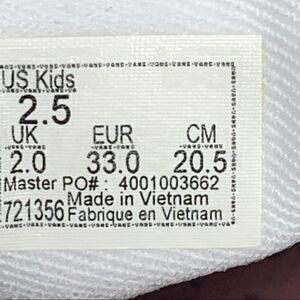 US Kids
2.5
UK EUR CM
2.0 33.0 20.5
Master PO# : 4001003662
Made in Vietnam
721356 Fabrique en Vietnam